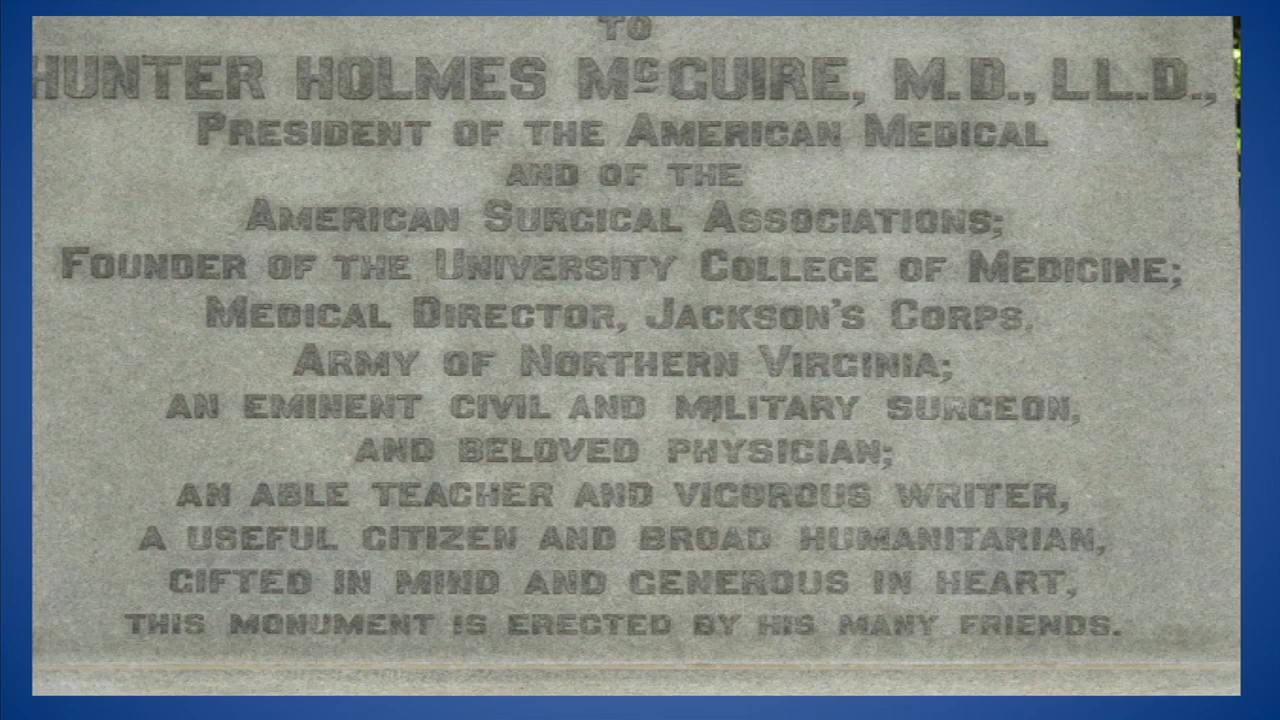 TO
HUNTER HOLMES McGUIRE, M.D., LL.D.,
PRESIDENT OF THE AMERICAN MEDICAL
AND OF THE
AMERICAN SURGICAL ASSOCIATIONS;
FOUNDER OF THE UNIVERSITY COLLEGE OF MEDICINE;
MEDICAL DIRECTOR, JACKSON'S CORPS,
ARMY OF NORTHERN VIRGINIA;
AN EMINENT CIVIL AND MILITARY SURGEON,
AND BELOVED PHYSICIAN;
AN ABLE TEACHER AND VIGOROUS WRITER,
A USEFUL CITIZEN AND BROAD HUMANITARIAN,
GIFTED IN MIND AND GENEROUS IN HEART,
THIS MONUMENT IS ERECTED BY HIS MANY FRIENDS.